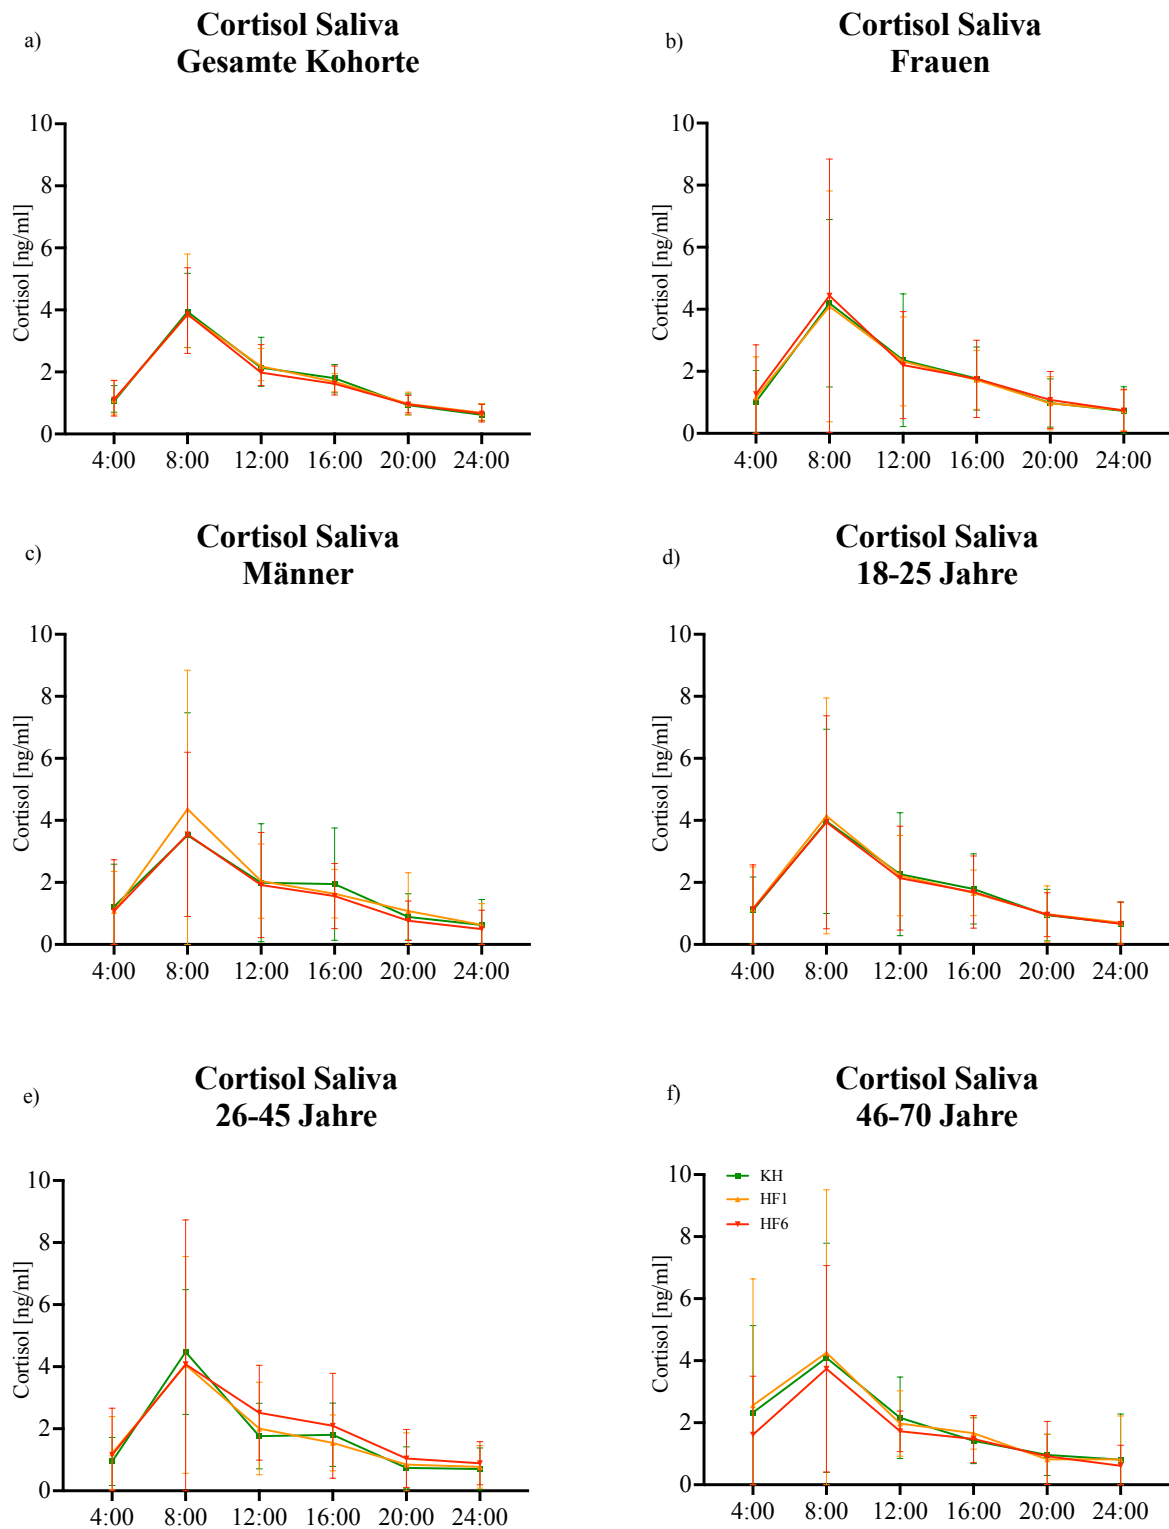 a)
Cortisol Saliva
Gesamte Kohorte
Cortisol [ng/ml]
10
8
6
4
2
0
4:00 8:00 12:00 16:00 20:00 24:00
b)
Cortisol Saliva
Frauen
Cortisol [ng/ml]
10
8
6
4
2
0
4:00 8:00 12:00 16:00 20:00 24:00
c)
Cortisol Saliva
Männer
Cortisol [ng/ml]
10
8
6
4
2
0
4:00 8:00 12:00 16:00 20:00 24:00
d)
Cortisol Saliva
18-25 Jahre
Cortisol [ng/ml]
10
8
6
4
2
0
4:00 8:00 12:00 16:00 20:00 24:00
e)
Cortisol Saliva
26-45 Jahre
Cortisol [ng/ml]
10
8
6
4
2
0
4:00 8:00 12:00 16:00 20:00 24:00
f)
Cortisol Saliva
46-70 Jahre
Cortisol [ng/ml]
10
8
6
4
2
0
KH
HF1
HF6
4:00 8:00 12:00 16:00 20:00 24:00